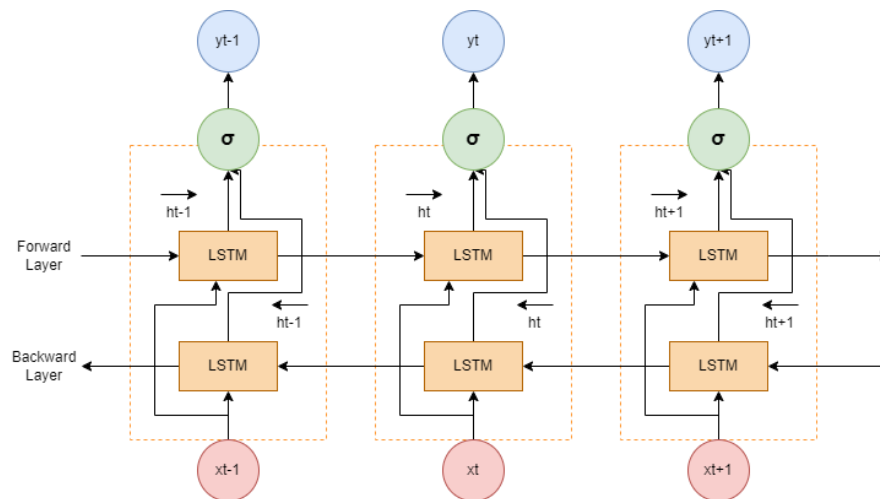 yt-1
yt
yt+1
σ
σ
σ
ht-1
ht
ht+1
Forward
Layer
LSTM
LSTM
LSTM
ht-1
ht
ht+1
Backward
Layer
LSTM
LSTM
LSTM
xt-1
xt
xt+1